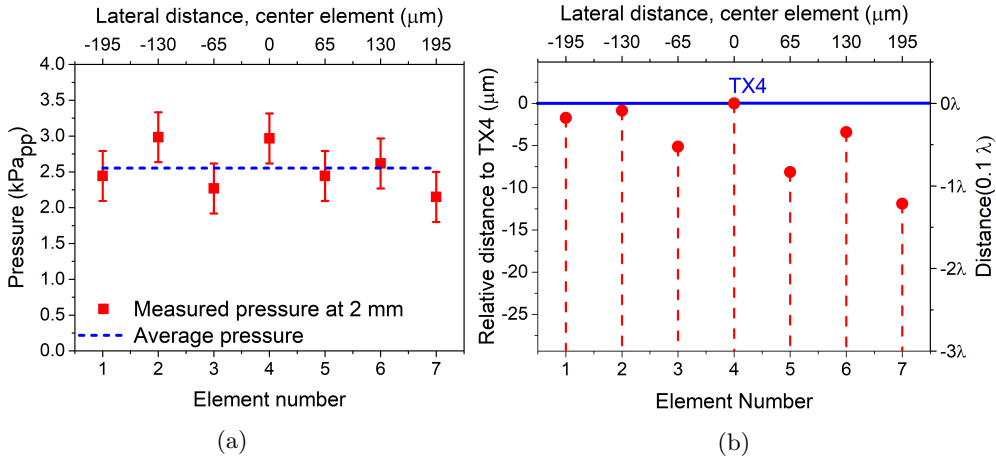 Lateral distance, center element (μm)
-195 -130 -65 0 65 130 195
4.0
3.5
3.0
2.5
2.0
1.5
1.0
0.5
0.0
Pressure (kPapp)
Measured pressure at 2 mm
Average pressure
1 2 3 4 5 6 7
Element number
(a)
Lateral distance, center element (μm)
-195 -130 -65 0 65 130 195
TX4
0
-5
-10
-15
-20
-25
Relative distance to TX4 (μm)
0λ
-1λ
-2λ
-3λ
Distance(0.1 λ)
1 2 3 4 5 6 7
Element Number
(b)